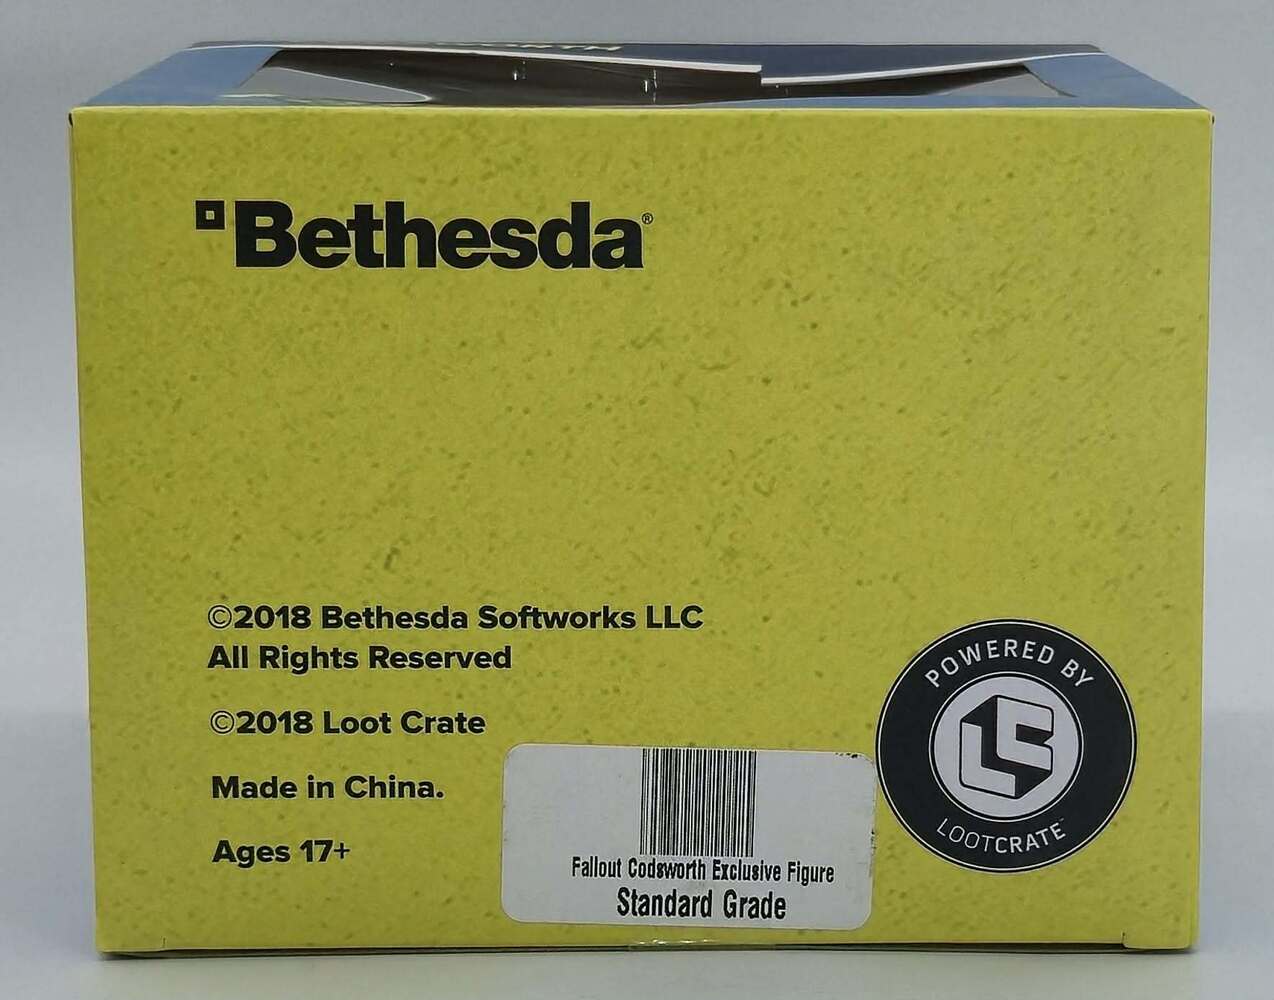 Bethesda®
©2018 Bethesda Softworks LLC
All Rights Reserved
©2018 Loot Crate
Made in China.
Ages 17+
POWERED BY
LC
LOOTCRATE™
Fallout Codsworth Exclusive Figure
Standard Grade